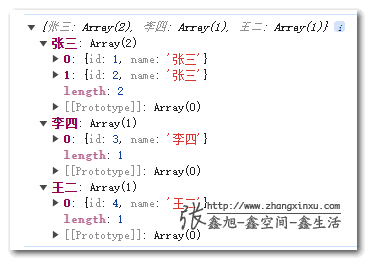 {张三: Array(2), 李四: Array(1), 王二: Array(1)} i
张三: Array(2)
0: {id: 1, name: '张三'}
1: {id: 2, name: '张三'}
length: 2
[[Prototype]]: Array(0)
李四: Array(1)
0: {id: 3, name: '李四'}
length: 1
[[Prototype]]: Array(0)
王二: Array(1)
0: {id: 4, name: '王二'}
length: 1
[[Prototype]]: Array(0)
http://www.zhangxinxu.com
张鑫旭-鑫空间-鑫生活